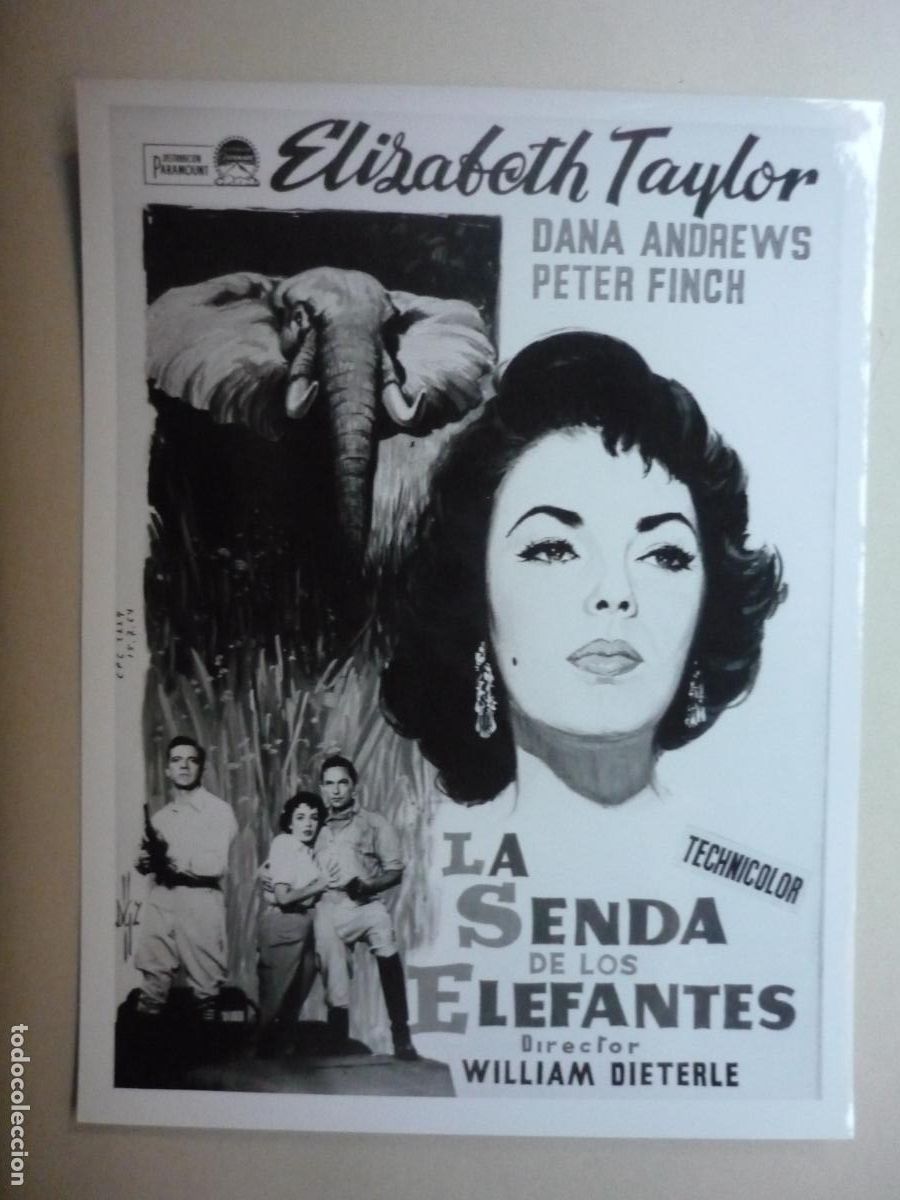 DISTRIBUCION
PARAMOUNT
Elizabeth Taylor
DANA ANDREWS
PETER FINCH
TECHNICOLOR
LA
SENDA
DE LOS
ELEFANTES
Director
WILLIAM DIETERLE
todocoleccion